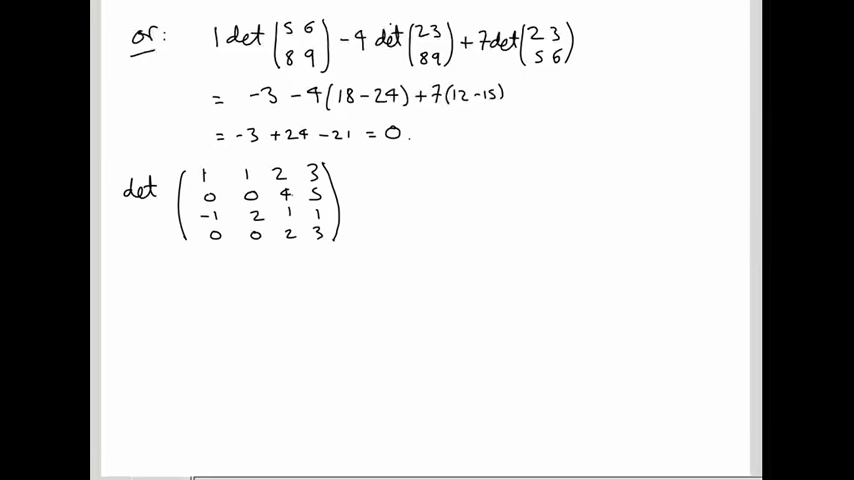 or: 1 det (5 6 - 4 det (2 3 + 7 det (2 3
8 9) 8 9) 5 6)
= -3 -4(18-24) +7(12-15)
= -3 +24 -21 = 0.
det ( 1 1 2 3
0 0 4 5
-1 2 1 1
0 0 2 3 )